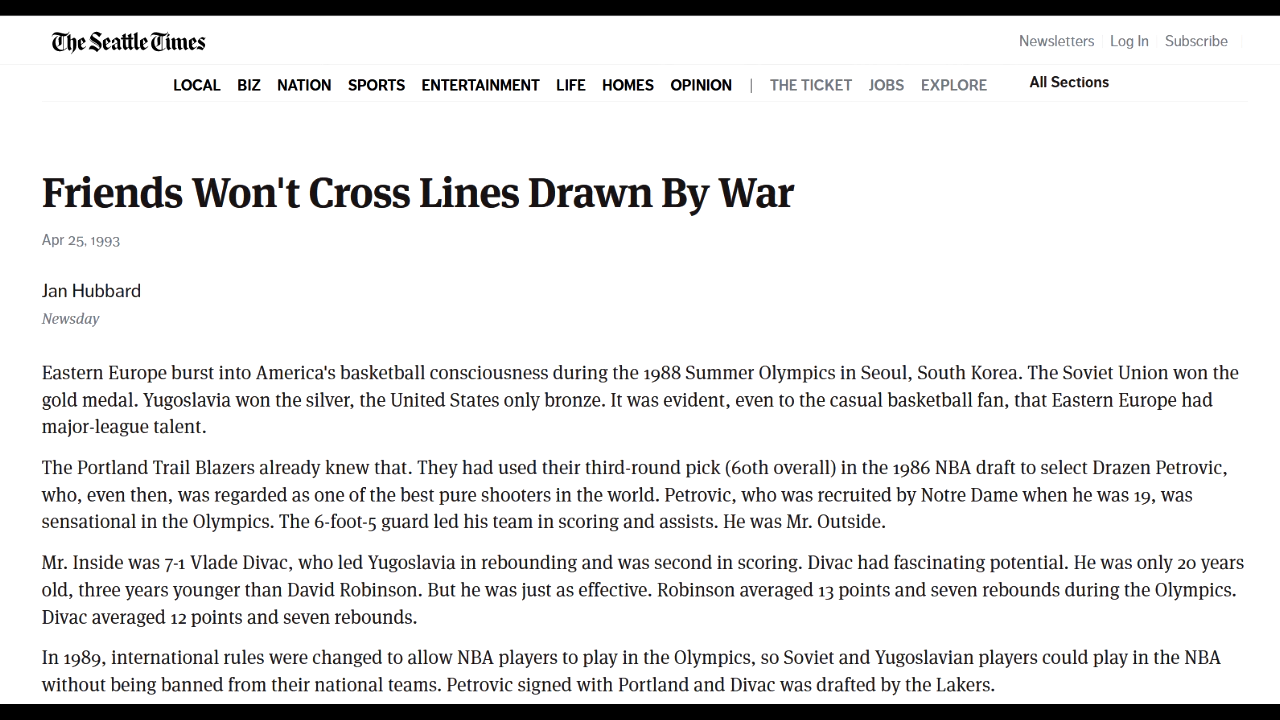 The Seattle Times
Newsletters Log In Subscribe
LOCAL BIZ NATION SPORTS ENTERTAINMENT LIFE HOMES OPINION | THE TICKET JOBS EXPLORE All Sections
Friends Won't Cross Lines Drawn By War
Apr 25, 1993
Jan Hubbard
Newsday
Eastern Europe burst into America's basketball consciousness during the 1988 Summer Olympics in Seoul, South Korea. The Soviet Union won the
gold medal. Yugoslavia won the silver, the United States only bronze. It was evident, even to the casual basketball fan, that Eastern Europe had
major-league talent.
The Portland Trail Blazers already knew that. They had used their third-round pick (60th overall) in the 1986 NBA draft to select Drazen Petrovic,
who, even then, was regarded as one of the best pure shooters in the world. Petrovic, who was recruited by Notre Dame when he was 19, was
sensational in the Olympics. The 6-foot-5 guard led his team in scoring and assists. He was Mr. Outside.
Mr. Inside was 7-1 Vlade Divac, who led Yugoslavia in rebounding and was second in scoring. Divac had fascinating potential. He was only 20 years
old, three years younger than David Robinson. But he was just as effective. Robinson averaged 13 points and seven rebounds during the Olympics.
Divac averaged 12 points and seven rebounds.
In 1989, international rules were changed to allow NBA players to play in the Olympics, so Soviet and Yugoslavian players could play in the NBA
without being banned from their national teams. Petrovic signed with Portland and Divac was drafted by the Lakers.